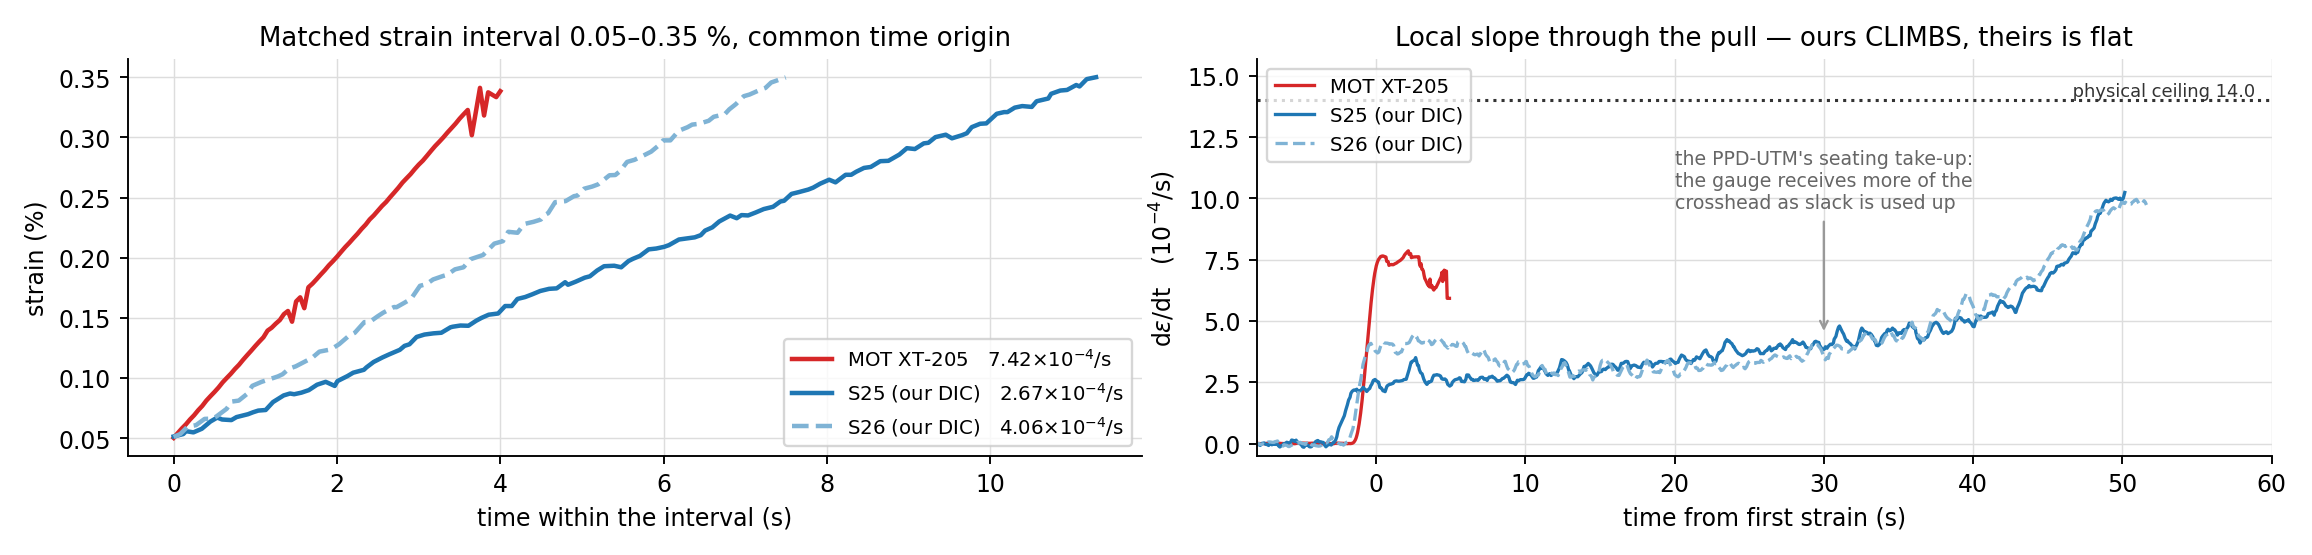 Matched strain interval 0.05–0.35 %, common time origin
strain (%)
0.35
0.30
0.25
0.20
0.15
0.10
0.05
MOT XT-205 7.42×10⁻⁴/s
S25 (our DIC) 2.67×10⁻⁴/s
S26 (our DIC) 4.06×10⁻⁴/s
0 2 4 6 8 10
time within the interval (s)
Local slope through the pull — ours CLIMBS, theirs is flat
dε/dt (10⁻⁴/s)
15.0
12.5
10.0
7.5
5.0
2.5
0.0
MOT XT-205
S25 (our DIC)
S26 (our DIC)
physical ceiling 14.0
the PPD-UTM's seating take-up:
the gauge receives more of the
crosshead as slack is used up
0 10 20 30 40 50 60
time from first strain (s)